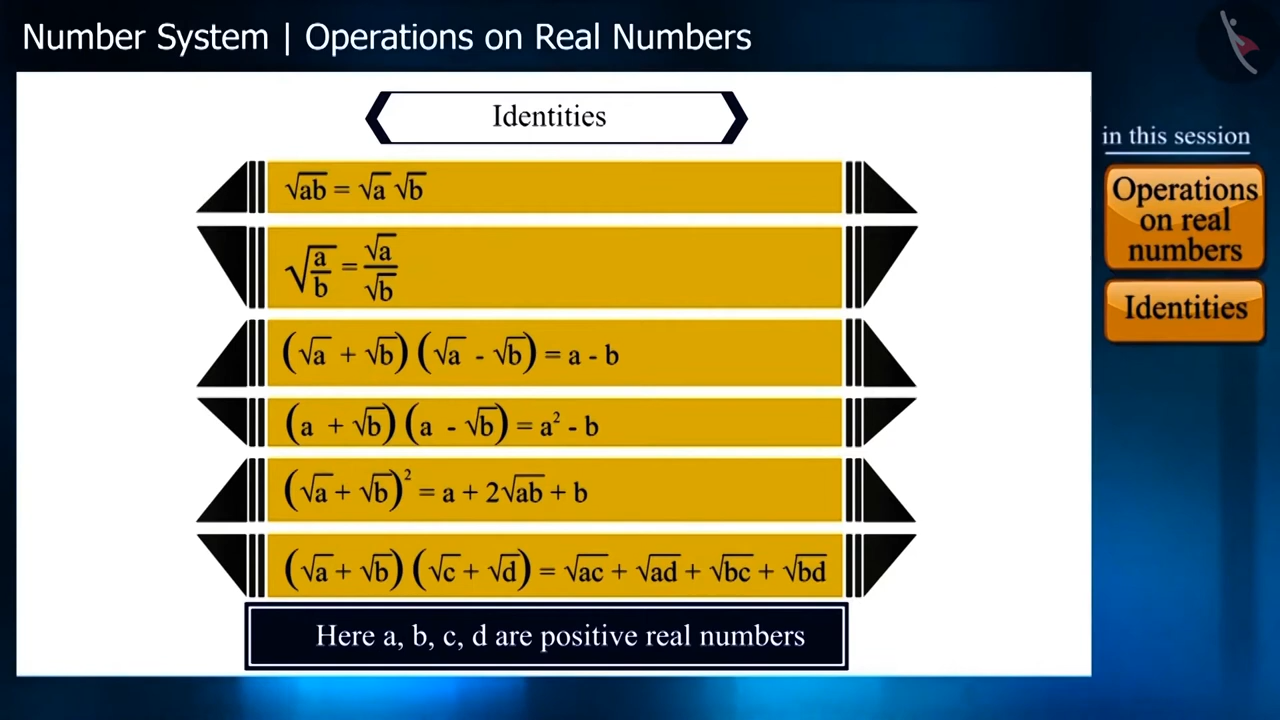 Number System | Operations on Real Numbers
Identities
√ab = √a √b
√(a/b) = √a/√b
(√a + √b) (√a - √b) = a - b
(a + √b) (a - √b) = a² - b
(√a + √b)² = a + 2√ab + b
(√a + √b) (√c + √d) = √ac + √ad + √bc + √bd
Here a, b, c, d are positive real numbers
in this session
Operations
on real
numbers
Identities